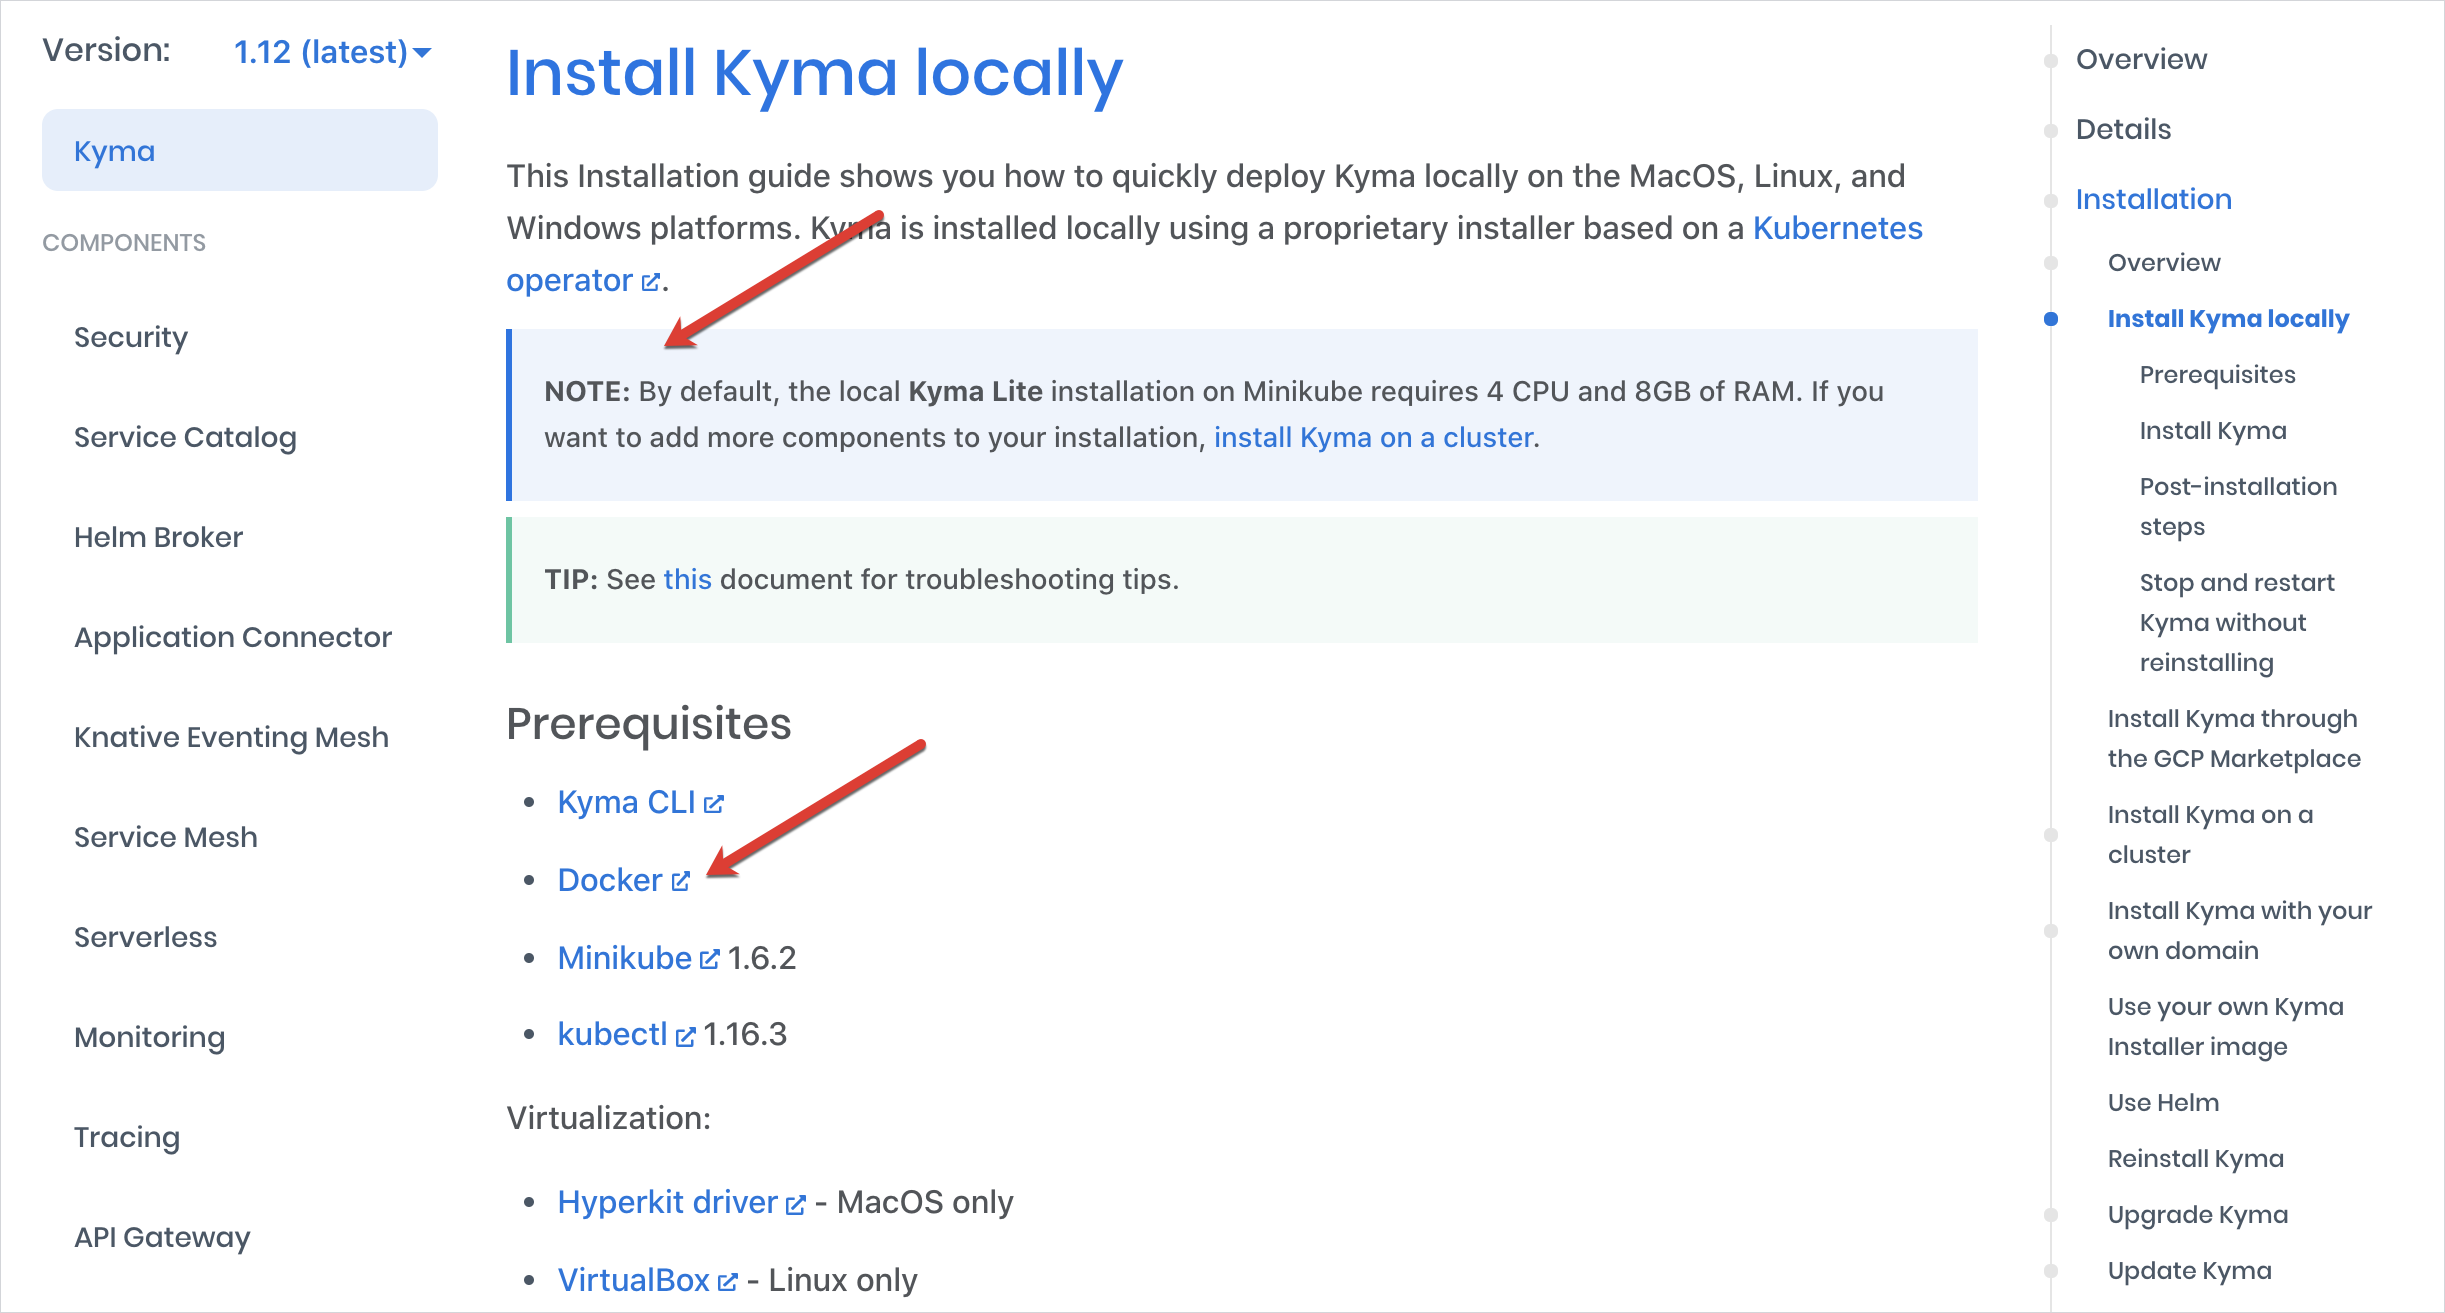 Version: 1.12 (latest)
Kyma
COMPONENTS
Security
Service Catalog
Helm Broker
Application Connector
Knative Eventing Mesh
Service Mesh
Serverless
Monitoring
Tracing
API Gateway
Install Kyma locally
This Installation guide shows you how to quickly deploy Kyma locally on the MacOS, Linux, and
Windows platforms. Kyma is installed locally using a proprietary installer based on a Kubernetes
operator.
NOTE: By default, the local Kyma Lite installation on Minikube requires 4 CPU and 8GB of RAM. If you
want to add more components to your installation, install Kyma on a cluster.
TIP: See this document for troubleshooting tips.
Prerequisites
• Kyma CLI
• Docker
• Minikube 1.6.2
• kubectl 1.16.3
Virtualization:
• Hyperkit driver - MacOS only
• VirtualBox - Linux only
Overview
Details
Installation
Overview
Install Kyma locally
Prerequisites
Install Kyma
Post-installation
steps
Stop and restart
Kyma without
reinstalling
Install Kyma through
the GCP Marketplace
Install Kyma on a
cluster
Install Kyma with your
own domain
Use your own Kyma
Installer image
Use Helm
Reinstall Kyma
Upgrade Kyma
Update Kyma